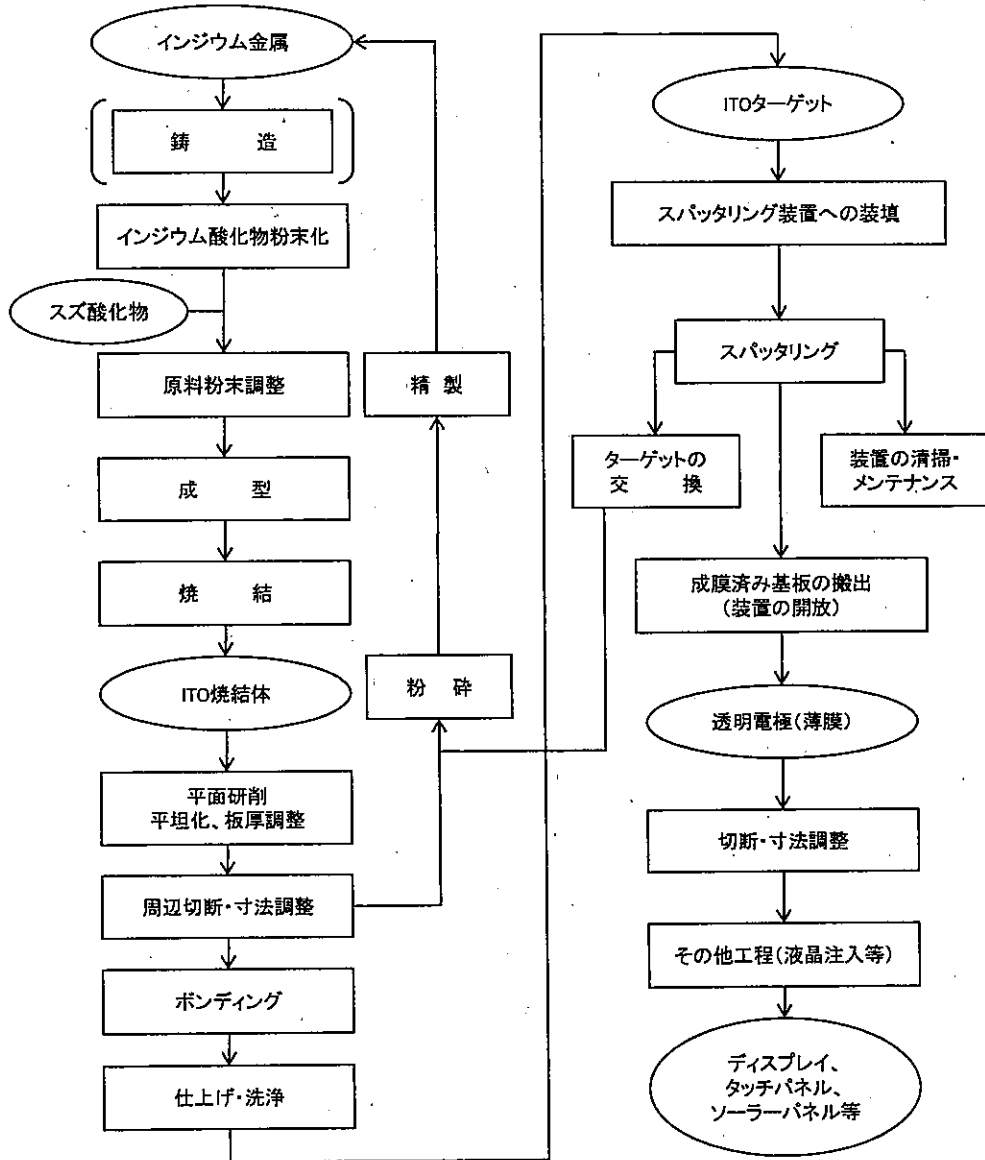 インジウム金属
鋳造
インジウム酸化物粉末化
スズ酸化物
原料粉末調整
成型
焼結
ITO焼結体
平面研削
平坦化、板厚調整
周辺切断・寸法調整
ボンディング
仕上げ・洗浄
精製
粉砕
ITOターゲット
スパッタリング装置への装填
スパッタリング
ターゲットの
交換
装置の清掃・
メンテナンス
成膜済み基板の搬出
(装置の開放)
透明電極(薄膜)
切断・寸法調整
その他工程(液晶注入等)
ディスプレイ、
タッチパネル、
ソーラーパネル等